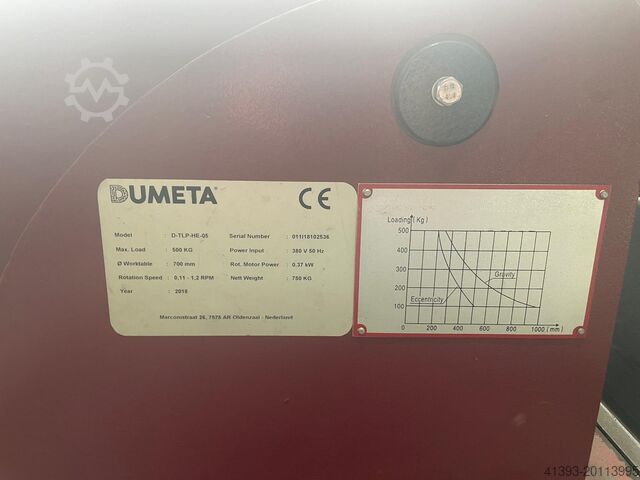 DUMETA CE
Model : D-TLP-HE-05 Serial Number : 011I18102536
Max. Load : 500 KG Power Input : 380 V 50 Hz
Ø Worktable : 700 mm Rot. Motor Power : 0.37 kW
Rotation Speed : 0,11 - 1,2 RPM Nett Weight : 750 KG
Year : 2018
Marconistraat 26, 7575 AR Oldenzaal - Nederland
Loading ( Kg )
500
400
300
200
100
Gravity
Eccentricity
0 200 400 600 800 1000 ( mm )
41393-20113995